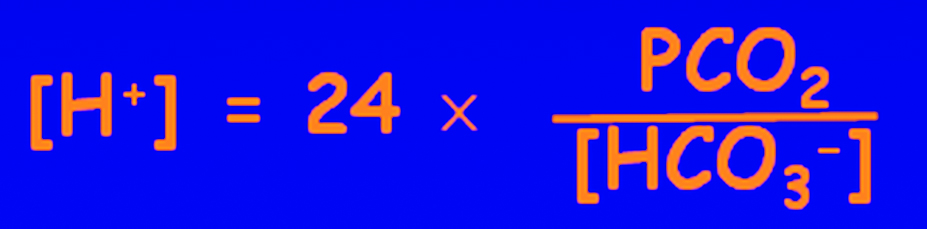 [H⁺] = 24 × PCO₂
[HCO₃⁻]